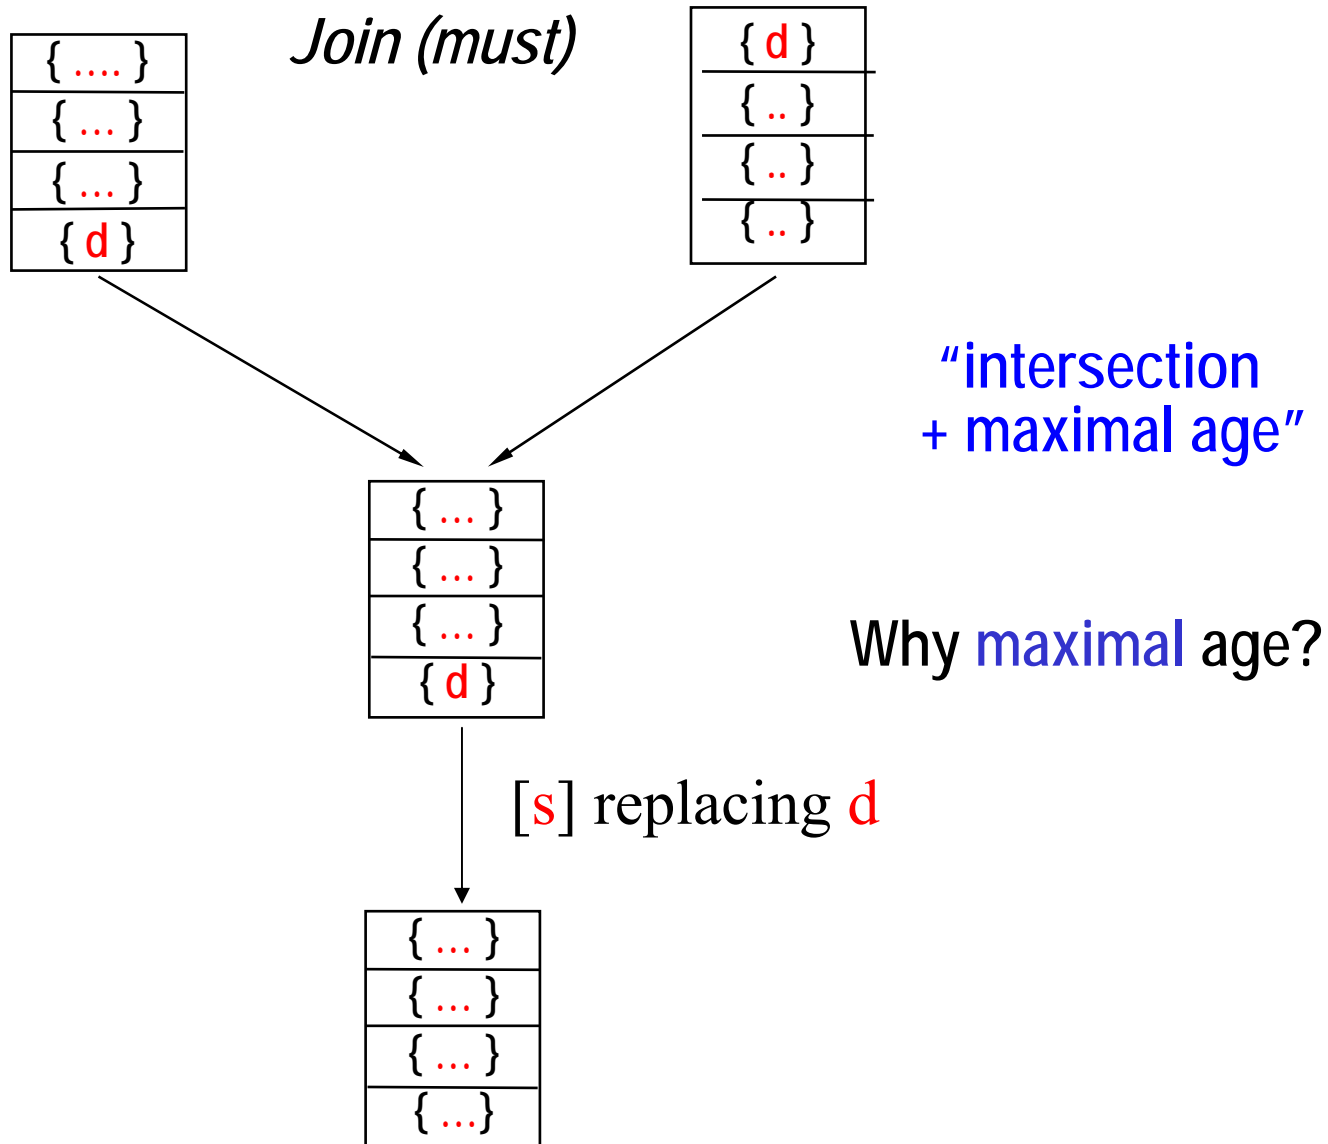 Join (must)
{ .... }
{ ... }
{ ... }
{ d }
{ d }
{ .. }
{ .. }
{ .. }
“intersection
+ maximal age”
{ ... }
{ ... }
{ ... }
{ d }
Why maximal age?
[s] replacing d
{ ... }
{ ... }
{ ... }
{ ...}